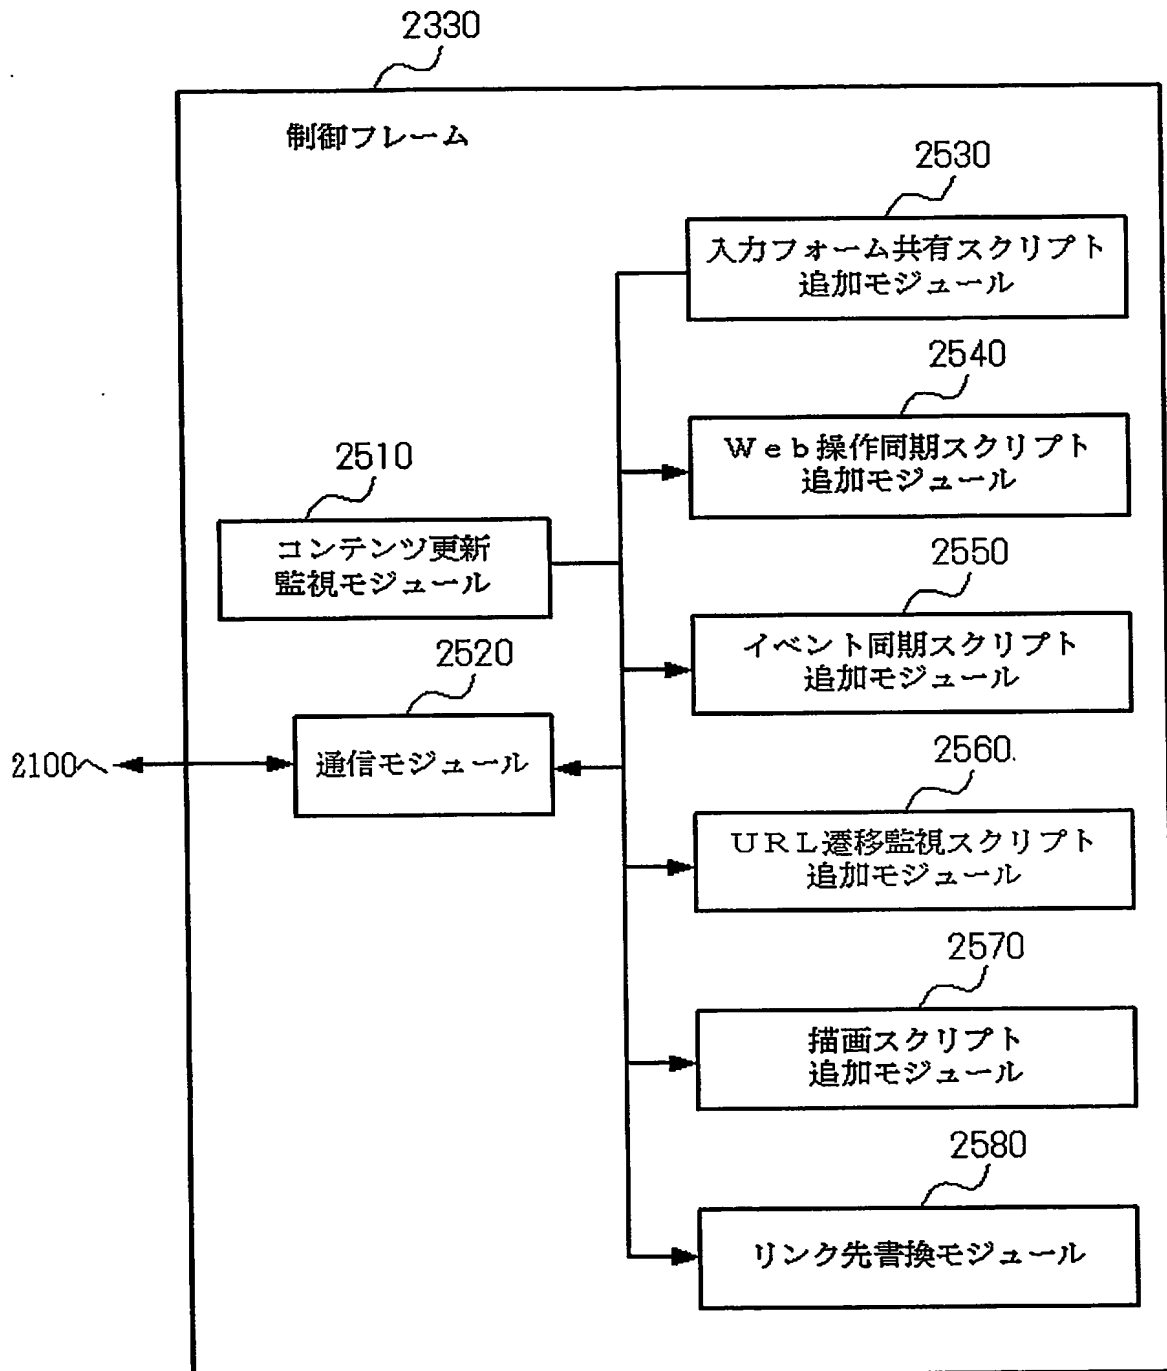 2330
制御フレーム
2530
入力フォーム共有スクリプト
追加モジュール
2540
Web操作同期スクリプト
追加モジュール
2510
コンテンツ更新
監視モジュール
2550
イベント同期スクリプト
追加モジュール
2520
通信モジュール
2100
2560
URL遷移監視スクリプト
追加モジュール
2570
描画スクリプト
追加モジュール
2580
リンク先書換モジュール